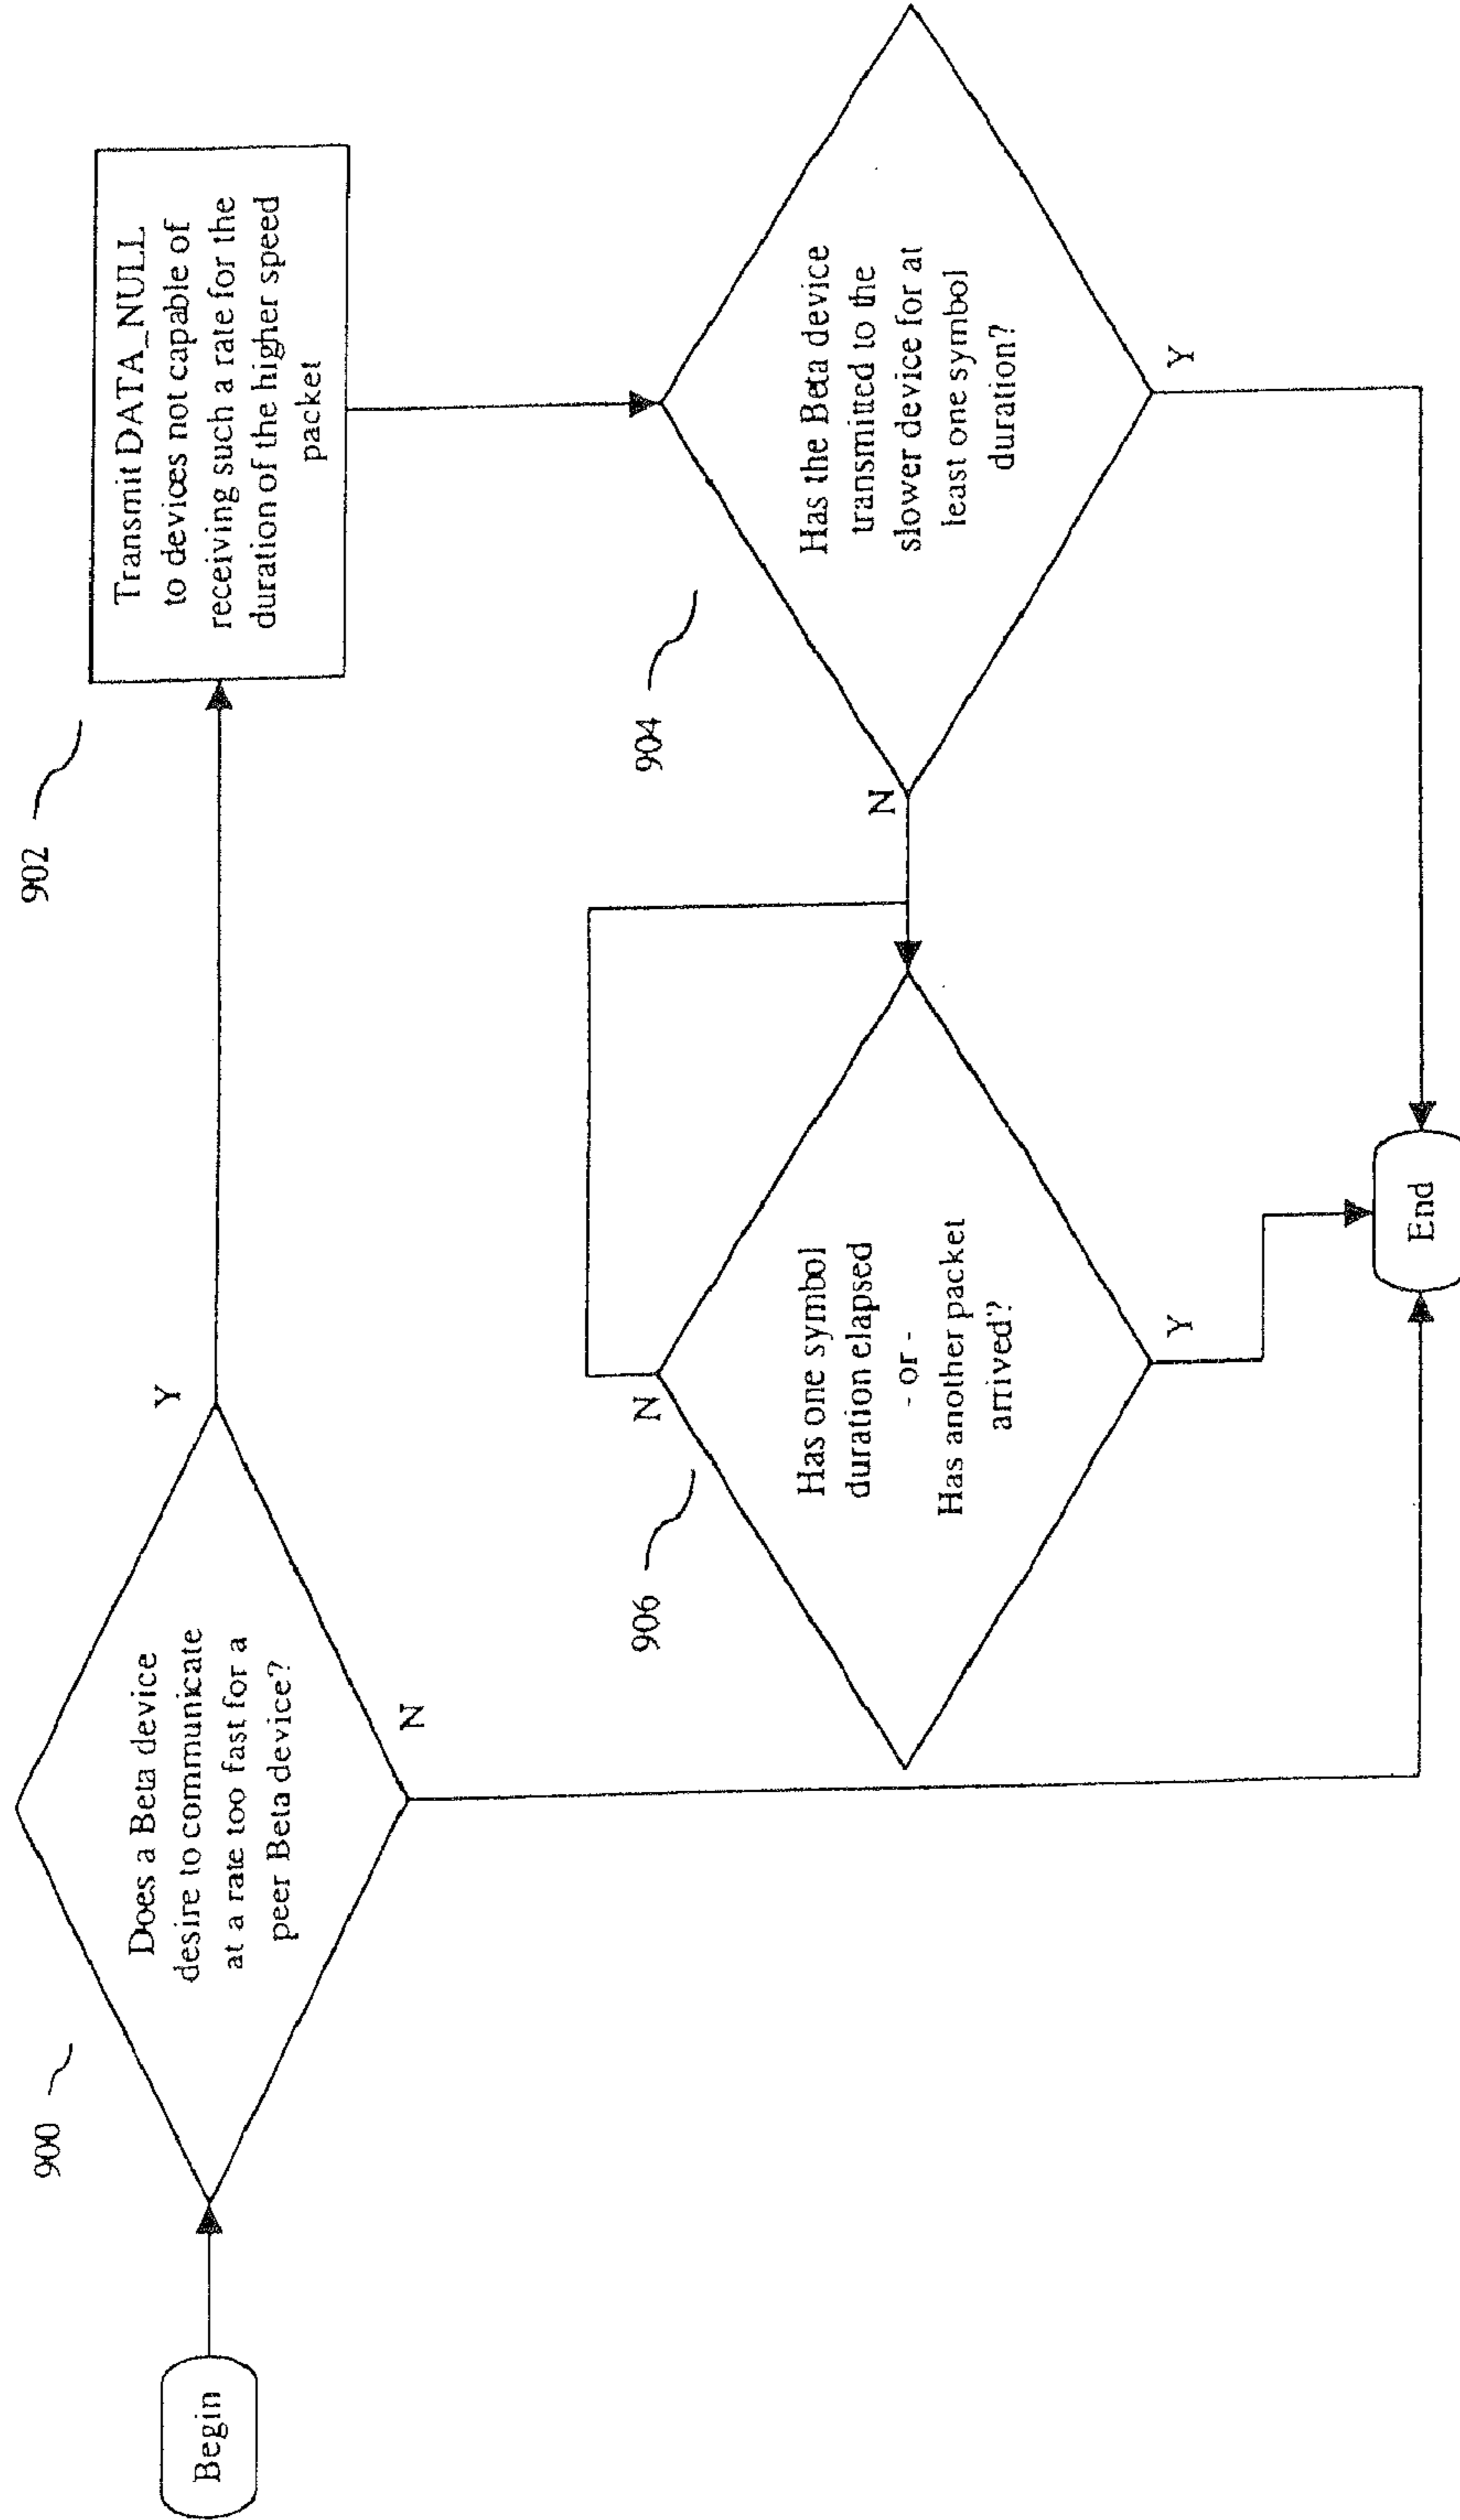 Begin
900
Does a Beta device
desire to communicate
at a rate too fast for a
peer Beta device?
Y
N
902
Transmit DATA_NULL
to devices not capable of
receiving such a rate for the
duration of the higher speed
packet
904
Has the Beta device
transmitted to the
slower device for at
least one symbol
duration?
N
Y
906
Has one symbol
duration elapsed
- or -
Has another packet
arrived?
N
Y
End